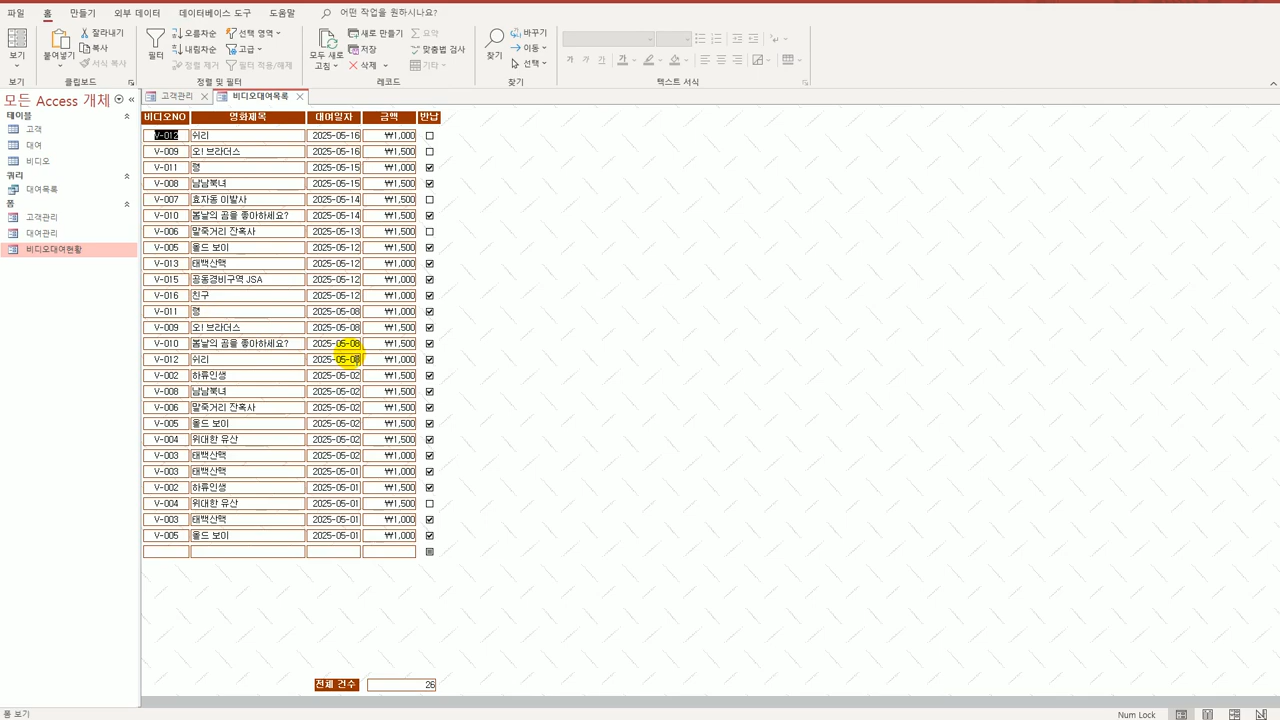 파일 홈 만들기 외부 데이터 데이터베이스 도구 도움말 어떤 작업을 원하시나요?
보기
붙여넣기
잘라내기
복사
서식 복사
필터
오름차순
내림차순
정렬 제거
선택 영역
고급
필터 적용/해제
모두 새로 고침
새로 만들기
저장
삭제
요약
맞춤법 검사
기타
찾기
바꾸기
이동
선택
보기 클립보드 정렬 및 필터 레코드 찾기 텍스트 서식
모든 Access 개체
테이블
고객
대여
비디오
쿼리
대여목록
폼
고객관리
대여관리
비디오대여현황
고객관리 비디오대여목록
비디오NO 영화제목 대여일자 금액 반납
V-012 쉬리 2025-05-16 ₩1,000
V-009 오! 브라더스 2025-05-16 ₩1,500
V-011 령 2025-05-15 ₩1,000
V-008 남남북녀 2025-05-15 ₩1,500
V-007 효자동 이발사 2025-05-14 ₩1,500
V-010 봄날의 곰을 좋아하세요? 2025-05-14 ₩1,500
V-006 말죽거리 잔혹사 2025-05-13 ₩1,500
V-005 올드 보이 2025-05-12 ₩1,500
V-013 태백산맥 2025-05-12 ₩1,000
V-015 공동경비구역 JSA 2025-05-12 ₩1,000
V-016 친구 2025-05-12 ₩1,000
V-011 령 2025-05-08 ₩1,000
V-009 오! 브라더스 2025-05-08 ₩1,500
V-010 봄날의 곰을 좋아하세요? 2025-05-08 ₩1,500
V-012 쉬리 2025-05-08 ₩1,000
V-002 하류인생 2025-05-02 ₩1,500
V-008 남남북녀 2025-05-02 ₩1,500
V-006 말죽거리 잔혹사 2025-05-02 ₩1,500
V-005 올드 보이 2025-05-02 ₩1,500
V-004 위대한 유산 2025-05-02 ₩1,500
V-003 태백산맥 2025-05-02 ₩1,000
V-003 태백산맥 2025-05-01 ₩1,000
V-002 하류인생 2025-05-01 ₩1,500
V-004 위대한 유산 2025-05-01 ₩1,500
V-003 태백산맥 2025-05-01 ₩1,000
V-005 올드 보이 2025-05-01 ₩1,000
전체 건수 26
폼 보기 Num Lock